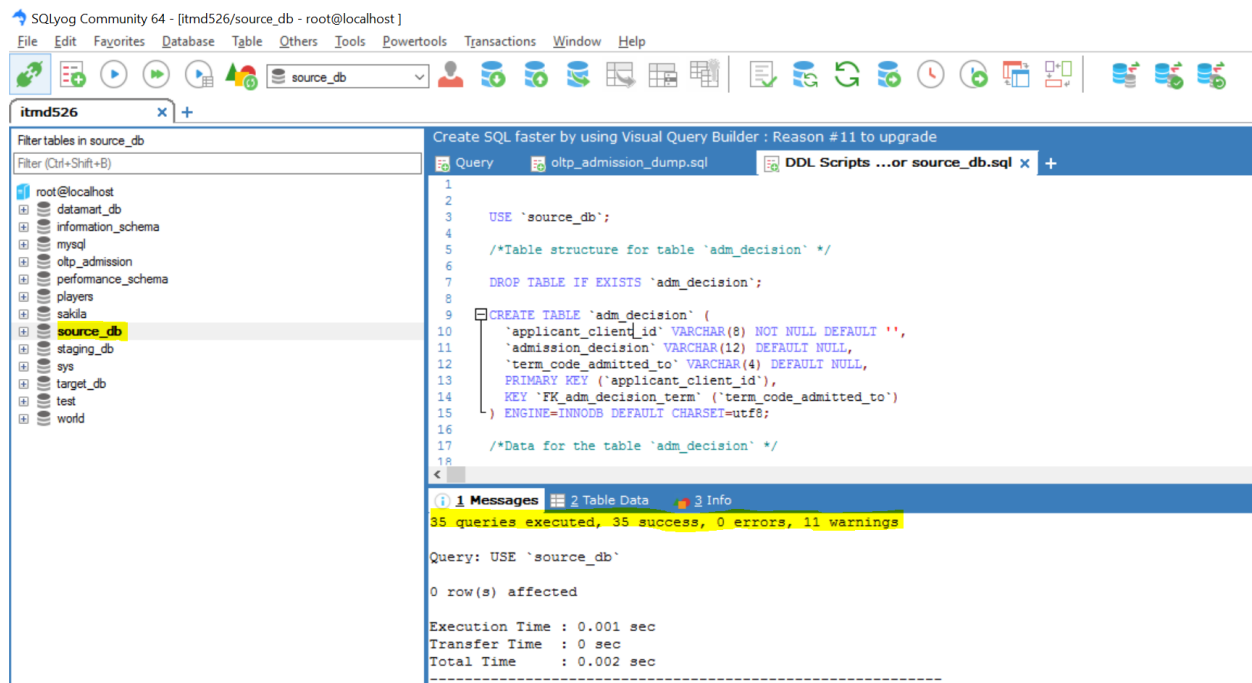 SQLyog Community 64 - [itmd526/source_db - root@localhost ]
File Edit Favorites Database Table Others Tools Powertools Transactions Window Help
source_db
itmd526
Filter tables in source_db
Filter (Ctrl+Shift+B)
root@localhost
datamart_db
information_schema
mysql
oltp_admission
performance_schema
players
sakila
source_db
staging_db
sys
target_db
test
world
Create SQL faster by using Visual Query Builder : Reason #11 to upgrade
Query oltp_admission_dump.sql DDL Scripts ...or source_db.sql
1
2
3 USE `source_db`;
4
5 /*Table structure for table `adm_decision` */
6
7 DROP TABLE IF EXISTS `adm_decision`;
8
9 CREATE TABLE `adm_decision` (
10 `applicant_client_id` VARCHAR(8) NOT NULL DEFAULT '',
11 `admission_decision` VARCHAR(12) DEFAULT NULL,
12 `term_code_admitted_to` VARCHAR(4) DEFAULT NULL,
13 PRIMARY KEY (`applicant_client_id`),
14 KEY `FK_adm_decision_term` (`term_code_admitted_to`)
15 ) ENGINE=INNODB DEFAULT CHARSET=utf8;
16
17 /*Data for the table `adm_decision` */
18
1 Messages 2 Table Data 3 Info
35 queries executed, 35 success, 0 errors, 11 warnings
Query: USE `source_db`
0 row(s) affected
Execution Time : 0.001 sec
Transfer Time : 0 sec
Total Time : 0.002 sec
-----------------------------------------------------------